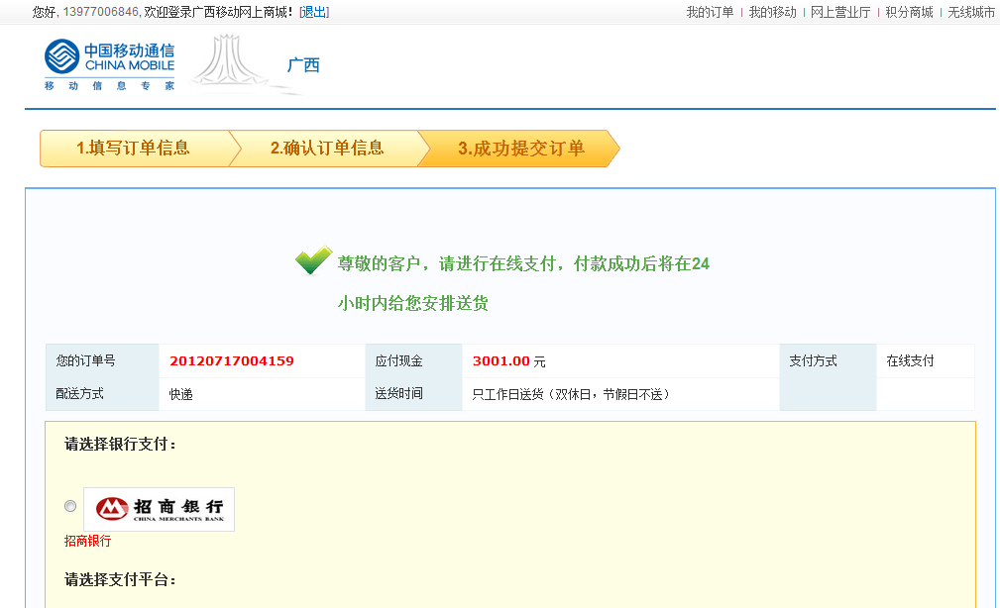 您好, 13977006846, 欢迎登录广西移动网上商城! [退出]
我的订单 | 我的移动 | 网上营业厅 | 积分商城 | 无线城市
中国移动通信
CHINA MOBILE
移动信息专家
广西
1.填写订单信息
2.确认订单信息
3.成功提交订单
尊敬的客户，请进行在线支付，付款成功后将在24
小时内给您安排送货
您的订单号 20120717004159 应付现金 3001.00 元 支付方式 在线支付
配送方式 快递 送货时间 只工作日送货（双休日，节假日不送）
请选择银行支付：
招商银行
CHINA MERCHANTS BANK
招商银行
请选择支付平台：